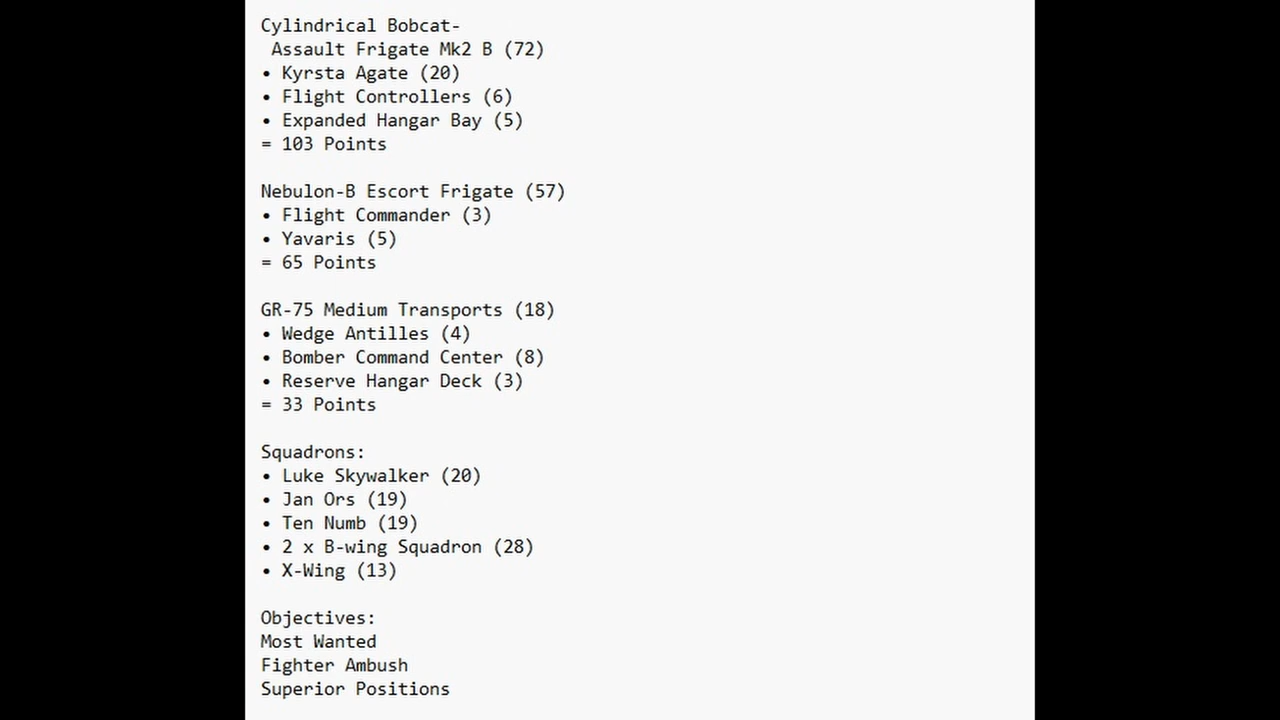 Cylindrical Bobcat-
Assault Frigate Mk2 B (72)
• Kyrsta Agate (20)
• Flight Controllers (6)
• Expanded Hangar Bay (5)
= 103 Points
Nebulon-B Escort Frigate (57)
• Flight Commander (3)
• Yavaris (5)
= 65 Points
GR-75 Medium Transports (18)
• Wedge Antilles (4)
• Bomber Command Center (8)
• Reserve Hangar Deck (3)
= 33 Points
Squadrons:
• Luke Skywalker (20)
• Jan Ors (19)
• Ten Numb (19)
• 2 x B-wing Squadron (28)
• X-Wing (13)
Objectives:
Most Wanted
Fighter Ambush
Superior Positions